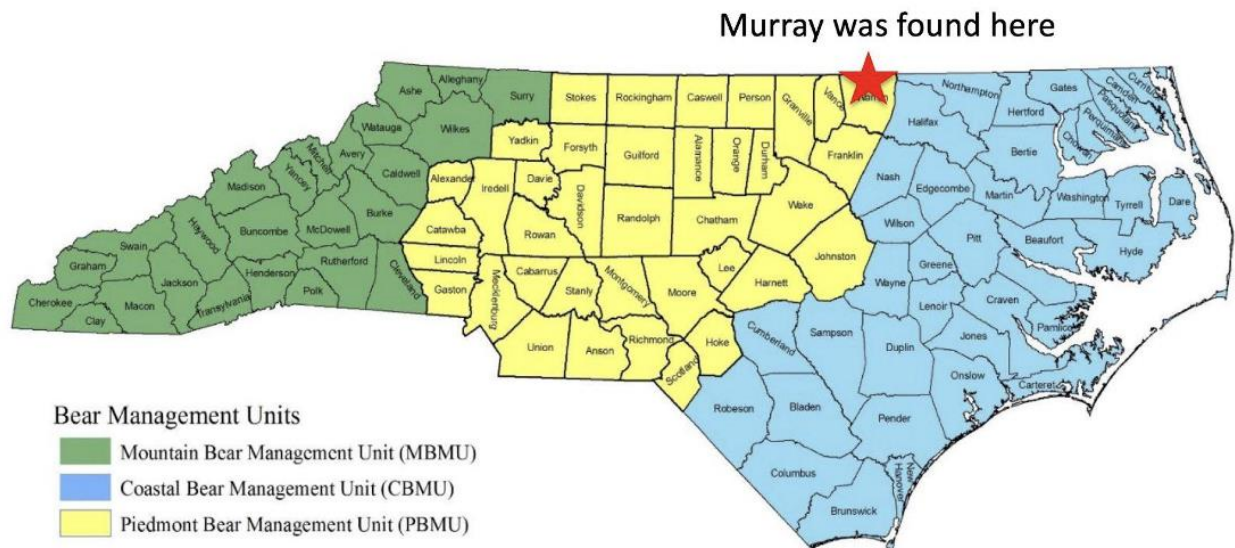 Murray was found here
Alleghany
Ashe
Surry
Stokes
Rockingham
Caswell
Person
Granville
Vance
Northampton
Gates
Camden
Pasquotank
Perquimans
Hertford
Halifax
Chowan
Watauga
Wilkes
Yadkin
Forsyth
Guilford
Alamance
Orange
Durham
Franklin
Bertie
Mitchell
Avery
Yancey
Madison
Caldwell
Alexander
Iredell
Davie
Davidson
Nash
Edgecombe
Martin
Washington
Tyrrell
Dare
Burke
McDowell
Buncombe
Haywood
Swain
Graham
Catawba
Rowan
Randolph
Chatham
Wake
Wilson
Pitt
Beaufort
Hyde
Lincoln
Rutherford
Henderson
Jackson
Cherokee
Macon
Clay
Transylvania
Polk
Cleveland
Gaston
Mecklenburg
Cabarrus
Stanly
Montgomery
Moore
Lee
Harnett
Johnston
Wayne
Greene
Lenoir
Craven
Pamlico
Union
Anson
Richmond
Scotland
Hoke
Cumberland
Sampson
Duplin
Jones
Onslow
Carteret
Robeson
Bladen
Pender
Columbus
New
Hanover
Brunswick
Bear Management Units
Mountain Bear Management Unit (MBMU)
Coastal Bear Management Unit (CBMU)
Piedmont Bear Management Unit (PBMU)